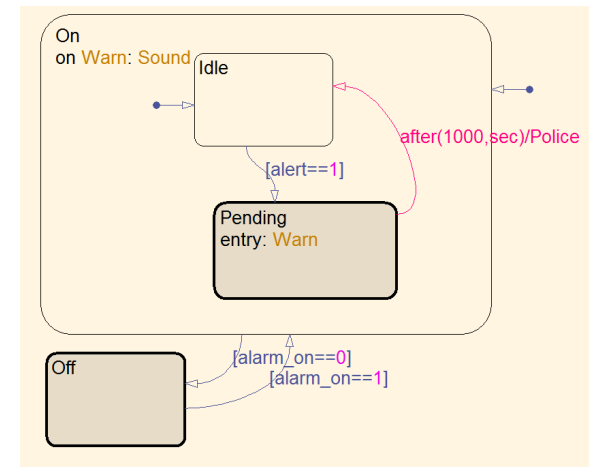 On
on Warn: Sound
Idle
after(1000,sec)/Police
[alert==1]
Pending
entry: Warn
[alarm_on==0]
Off
[alarm_on==1]